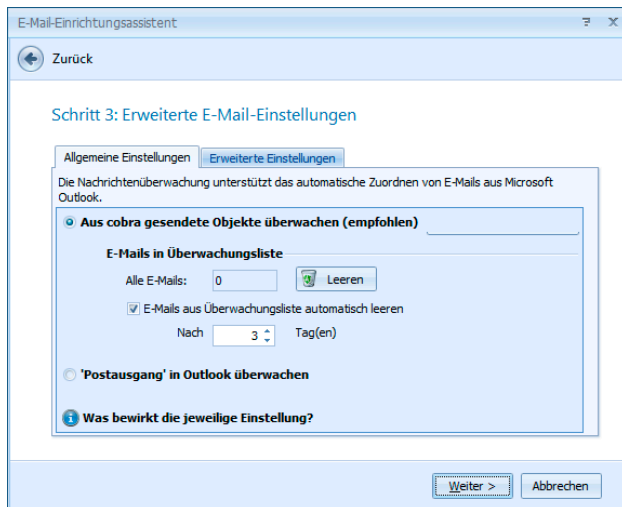 E-Mail-Einrichtungsassistent
Zurück
Schritt 3: Erweiterte E-Mail-Einstellungen
Allgemeine Einstellungen Erweiterte Einstellungen
Die Nachrichtenüberwachung unterstützt das automatische Zuordnen von E-Mails aus Microsoft
Outlook.
Aus cobra gesendete Objekte überwachen (empfohlen)
E-Mails in Überwachungsliste
Alle E-Mails: 0 Leeren
E-Mails aus Überwachungsliste automatisch leeren
Nach 3 Tag(en)
'Postausgang' in Outlook überwachen
Was bewirkt die jeweilige Einstellung?
Weiter > Abbrechen